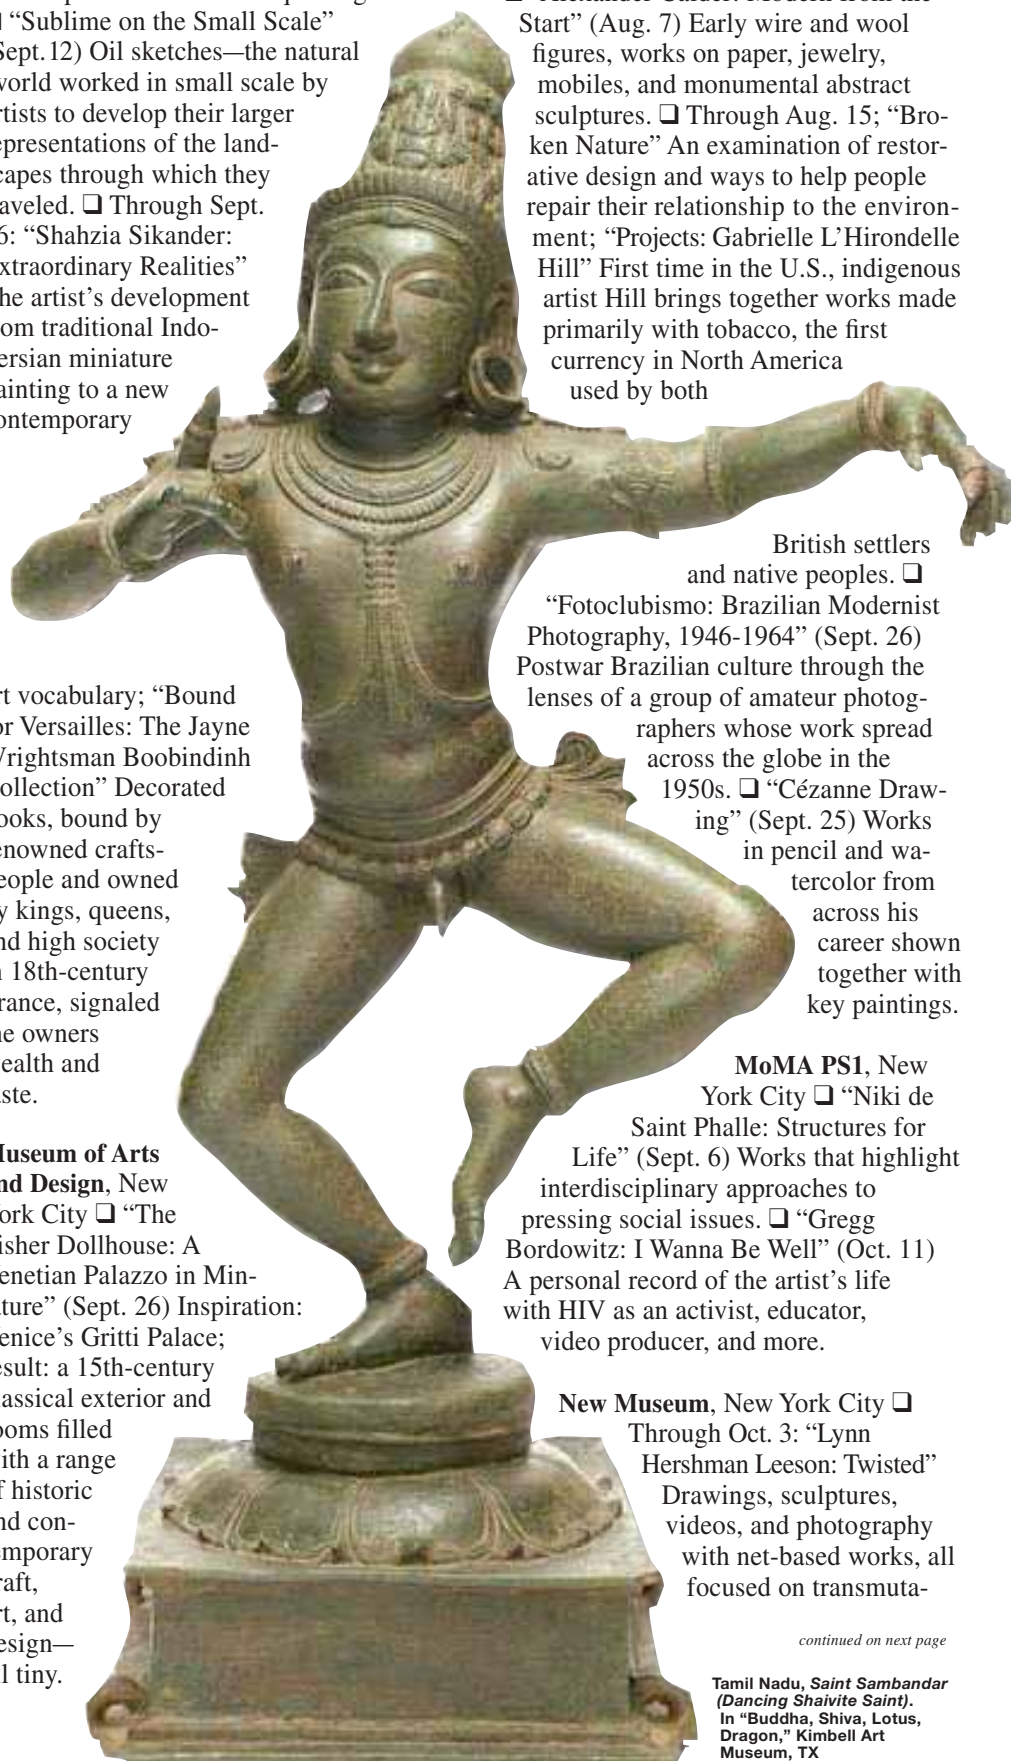 ❑ “Sublime on the Small Scale”
Sept. 12) Oil sketches—the natural
world worked in small scale by
rtists to develop their larger
epresentations of the land-
capes through which they
aveled. ❑ Through Sept.
6: “Shahzia Sikander:
xtraordinary Realities”
he artist’s development
rom traditional Indo-
ersian miniature
ainting to a new
ontemporary
rt vocabulary; “Bound
or Versailles: The Jayne
Wrightsman Boobindinh
ollection” Decorated
ooks, bound by
enowned crafts-
eople and owned
y kings, queens,
nd high society
n 18th-century
rance, signaled
he owners
ealth and
aste.
Museum of Arts
nd Design, New
ork City ❑ “The
isher Dollhouse: A
enetian Palazzo in Min-
ature” (Sept. 26) Inspiration:
enice’s Gritti Palace;
esult: a 15th-century
lassical exterior and
ooms filled
ith a range
f historic
nd con-
emporary
raft,
rt, and
esign—
ll tiny.
❑ “Alexander Calder: Modern from the
Start” (Aug. 7) Early wire and wool
figures, works on paper, jewelry,
mobiles, and monumental abstract
sculptures. ❑ Through Aug. 15; “Bro-
ken Nature” An examination of restor-
ative design and ways to help people
repair their relationship to the environ-
ment; “Projects: Gabrielle L’Hirondelle
Hill” First time in the U.S., indigenous
artist Hill brings together works made
primarily with tobacco, the first
currency in North America
used by both
British settlers
and native peoples. ❑
“Fotoclubismo: Brazilian Modernist
Photography, 1946-1964” (Sept. 26)
Postwar Brazilian culture through the
lenses of a group of amateur photog-
raphers whose work spread
across the globe in the
1950s. ❑ “Cézanne Draw-
ing” (Sept. 25) Works
in pencil and wa-
tercolor from
across his
career shown
together with
key paintings.
MoMA PS1, New
York City ❑ “Niki de
Saint Phalle: Structures for
Life” (Sept. 6) Works that highlight
interdisciplinary approaches to
pressing social issues. ❑ “Gregg
Bordowitz: I Wanna Be Well” (Oct. 11)
A personal record of the artist’s life
with HIV as an activist, educator,
video producer, and more.
New Museum, New York City ❑
Through Oct. 3: “Lynn
Hershman Leeson: Twisted”
Drawings, sculptures,
videos, and photography
with net-based works, all
focused on transmuta-
continued on next page
Tamil Nadu, Saint Sambandar
(Dancing Shaivite Saint).
In “Buddha, Shiva, Lotus,
Dragon,” Kimbell Art
Museum, TX